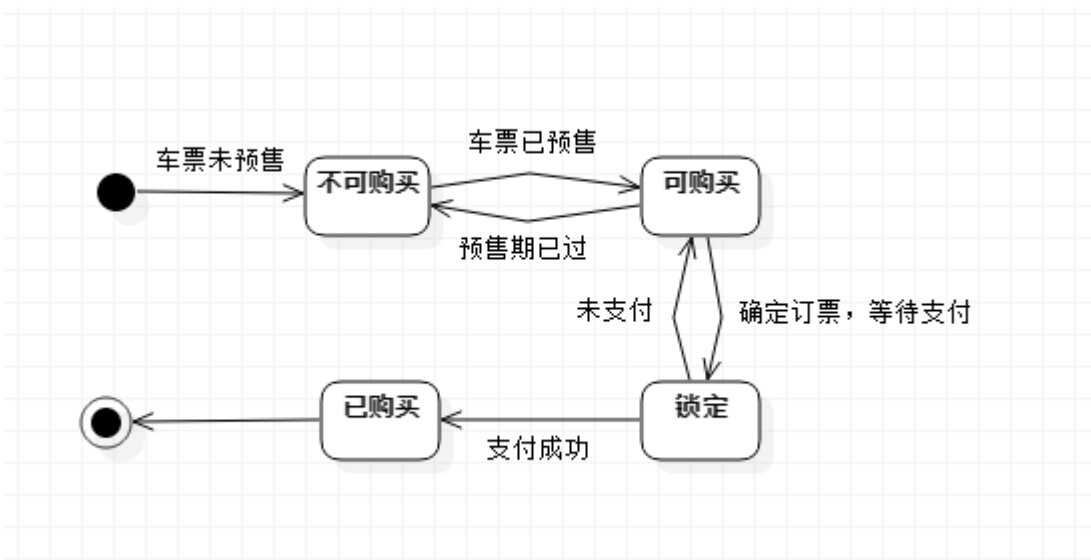 车票未预售
不可购买
车票已预售
可购买
预售期已过
未支付
确定订票，等待支付
已购买
支付成功
锁定